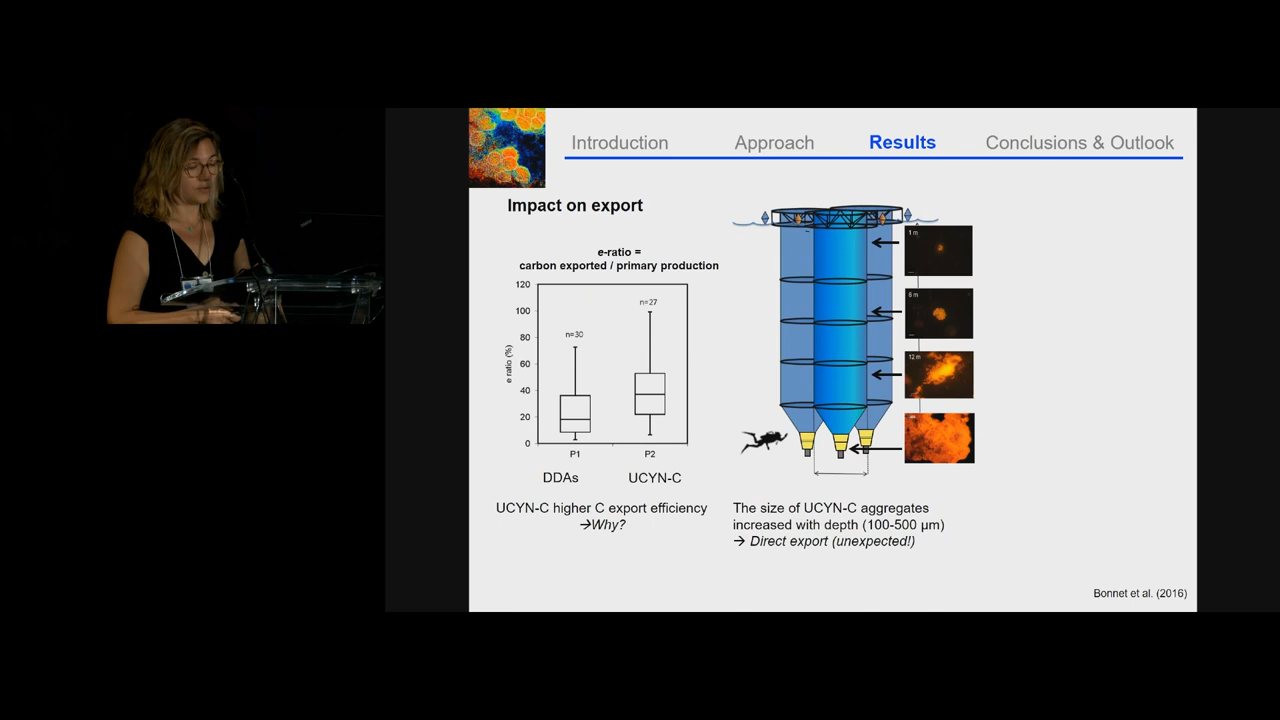 Introduction Approach Results Conclusions & Outlook
Impact on export
e-ratio =
carbon exported / primary production
120
100
80
60
40
20
0
e ratio (%)
n=30
n=27
P1 P2
DDAs UCYN-C
UCYN-C higher C export efficiency
→Why?
1 m
6 m
12 m
The size of UCYN-C aggregates
increased with depth (100-500 µm)
→ Direct export (unexpected!)
Bonnet et al. (2016)